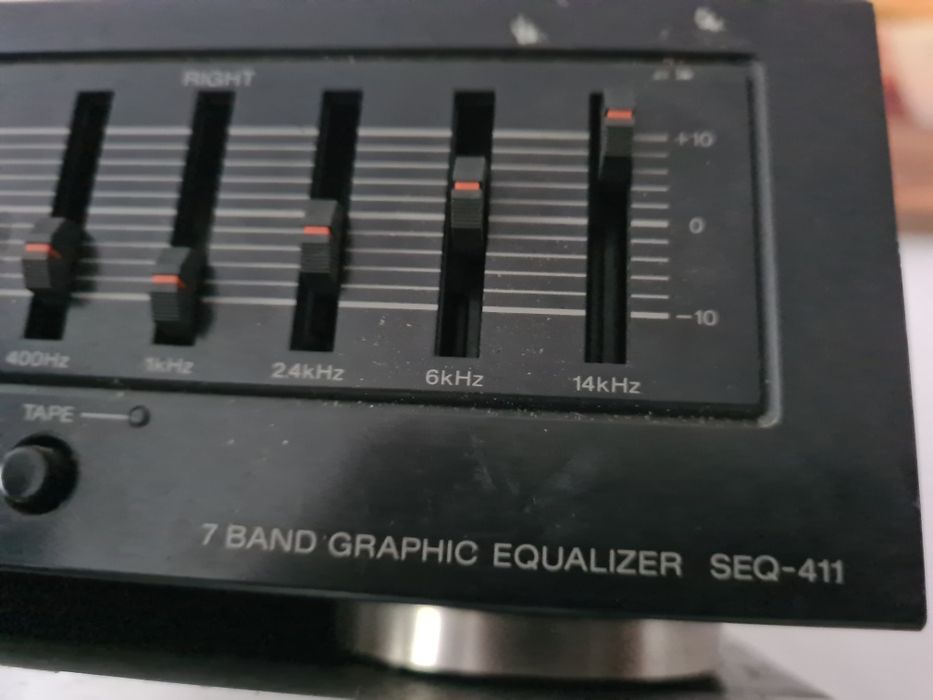 RIGHT
+10
0
-10
400Hz 1kHz 2.4kHz 6kHz 14kHz
TAPE
7 BAND GRAPHIC EQUALIZER SEQ-411